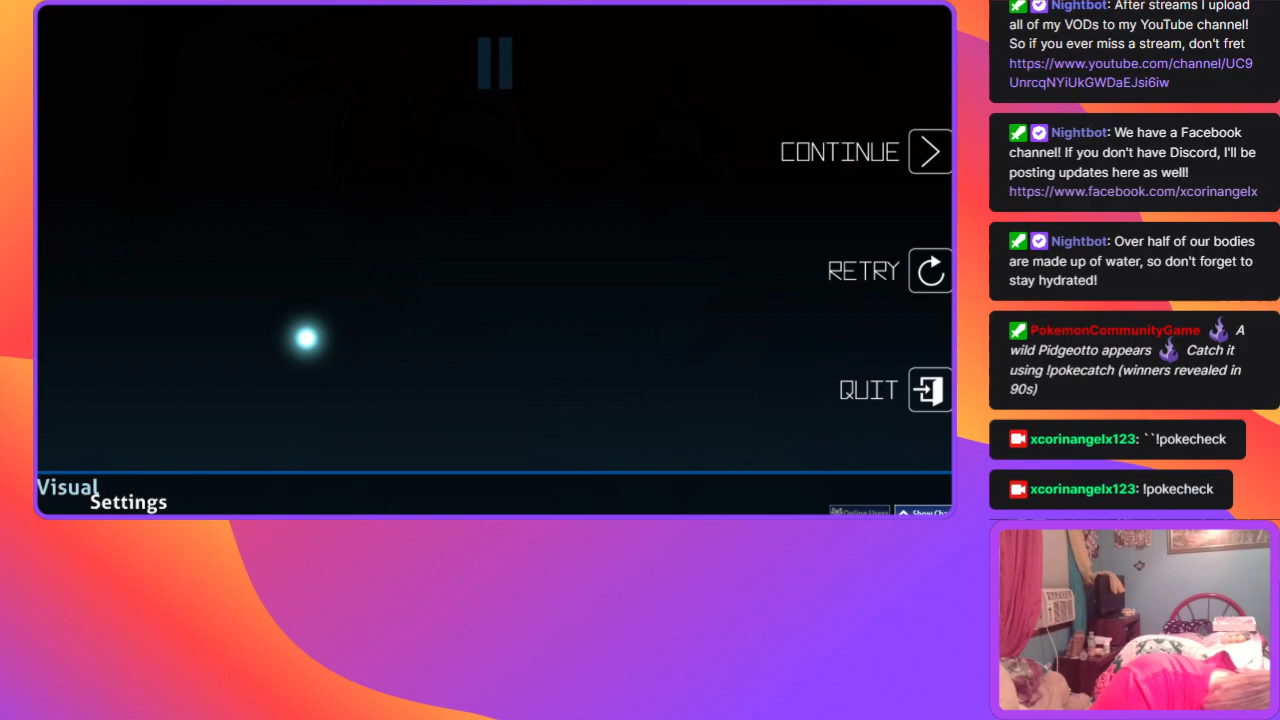 CONTINUE
RETRY
QUIT
Visual
Settings
Online Users
Show Cha
Nightbot: After streams I upload
all of my VODs to my YouTube channel!
So if you ever miss a stream, don't fret
https://www.youtube.com/channel/UC9
UnrcqNYiUkGWDaEJsi6iw
Nightbot: We have a Facebook
channel! If you don't have Discord, I'll be
posting updates here as well!
https://www.facebook.com/xcorinangelx
Nightbot: Over half of our bodies
are made up of water, so don't forget to
stay hydrated!
PokemonCommunityGame A
wild Pidgeotto appears Catch it
using !pokecatch (winners revealed in
90s)
xcorinangelx123: ``!pokecheck
xcorinangelx123: !pokecheck